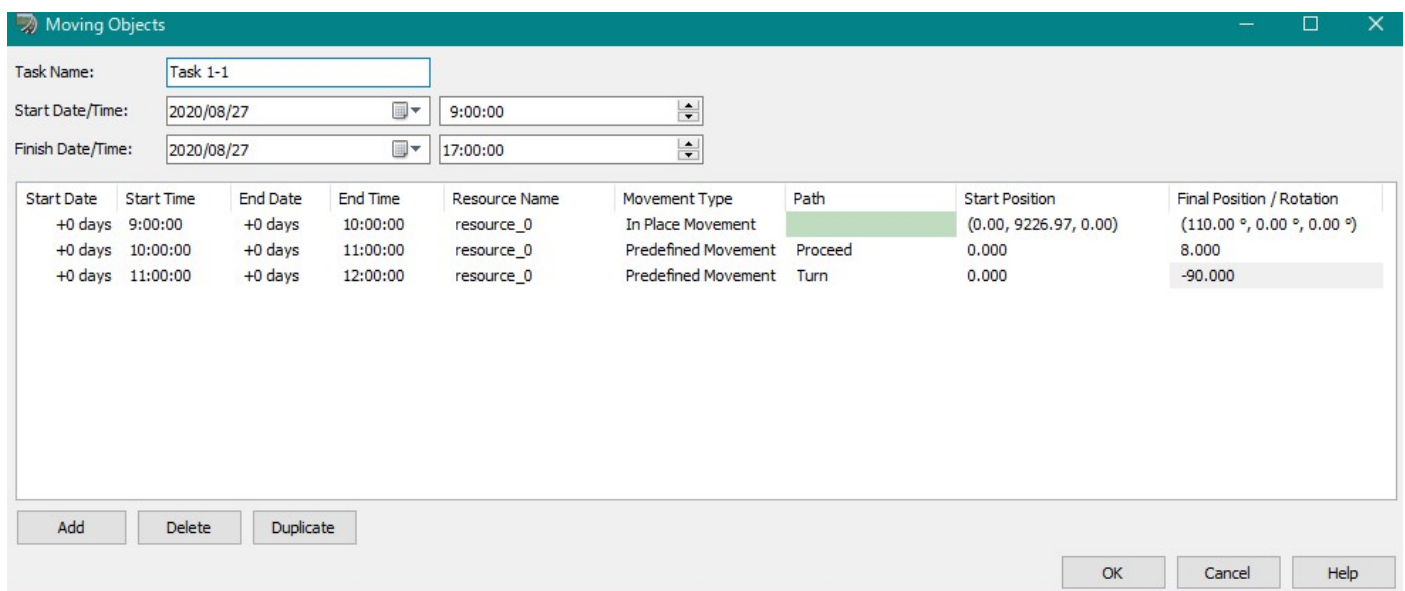 Moving Objects
Task Name: Task 1-1
Start Date/Time: 2020/08/27 9:00:00
Finish Date/Time: 2020/08/27 17:00:00
Start Date Start Time End Date End Time Resource Name Movement Type Path Start Position Final Position / Rotation
+0 days 9:00:00 +0 days 10:00:00 resource_0 In Place Movement (0.00, 9226.97, 0.00) (110.00 °, 0.00 °, 0.00 °)
+0 days 10:00:00 +0 days 11:00:00 resource_0 Predefined Movement Proceed 0.000 8.000
+0 days 11:00:00 +0 days 12:00:00 resource_0 Predefined Movement Turn 0.000 -90.000
Add Delete Duplicate
OK Cancel Help